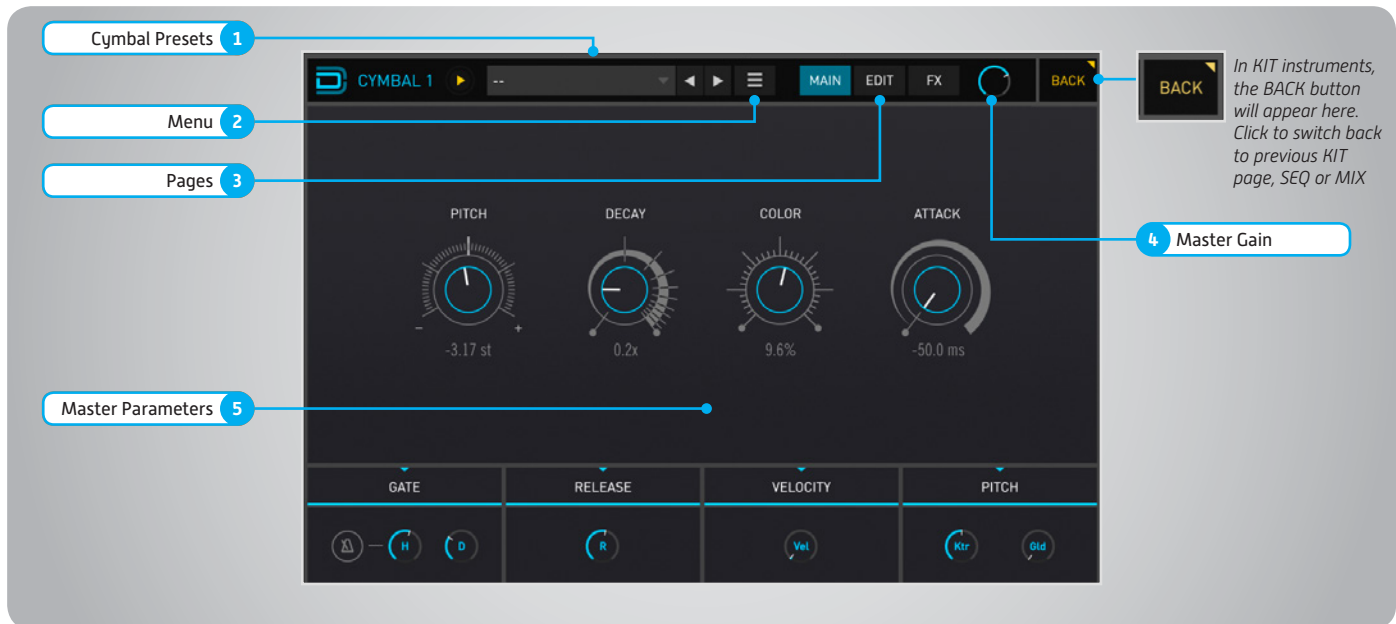 Cymbal Presets 1
CYMBAL 1 -- MAIN EDIT FX BACK
BACK
In KIT instruments,
the BACK button
will appear here.
Click to switch back
to previous KIT
page, SEQ or MIX
Menu 2
Pages 3
4 Master Gain
PITCH DECAY COLOR ATTACK
- +
-3.17 st 0.2x 9.6% -50.0 ms
Master Parameters 5
GATE RELEASE VELOCITY PITCH
H D R Vel Ktr Gld